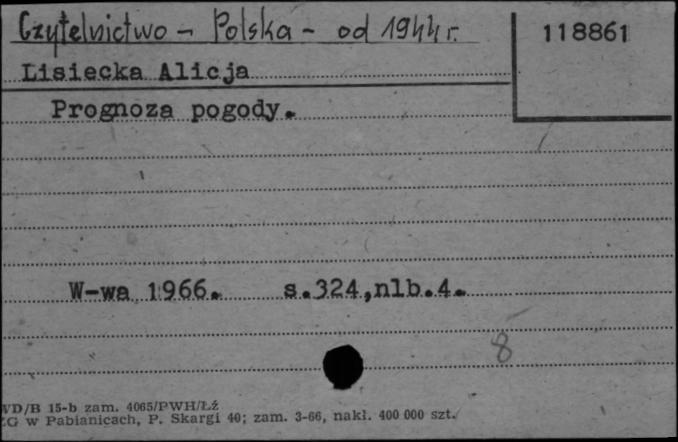 Czytelnictwo - Polska - od 1944 r.
118861
Lisiecka Alicja
Prognoza pogody.
W-wa 1966. s.324,nlb.4.
8
WD/B 15-b zam. 4065/PWH/Łż
ZG w Pabianicach, P. Skargi 40; zam. 3-66, nakł. 400 000 szt.